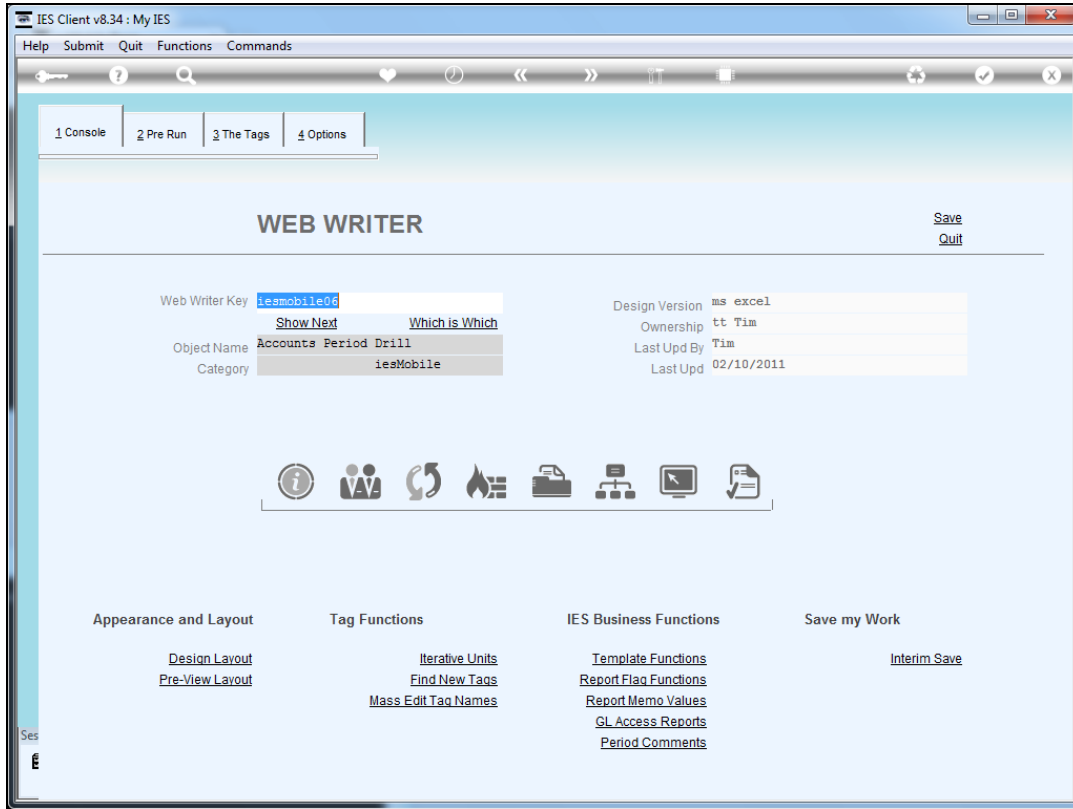 IES Client v8.34 : My IES
Help Submit Quit Functions Commands
1 Console 2 Pre Run 3 The Tags 4 Options
WEB WRITER
Save
Quit
Web Writer Key iesmobile06
Show Next Which is Which
Object Name Accounts Period Drill
Category iesMobile
Design Version ms excel
Ownership tt Tim
Last Upd By Tim
Last Upd 02/10/2011
Appearance and Layout Tag Functions IES Business Functions Save my Work
Design Layout Iterative Units Template Functions Interim Save
Pre-View Layout Find New Tags Report Flag Functions
Mass Edit Tag Names Report Memo Values
GL Access Reports
Period Comments
Ses